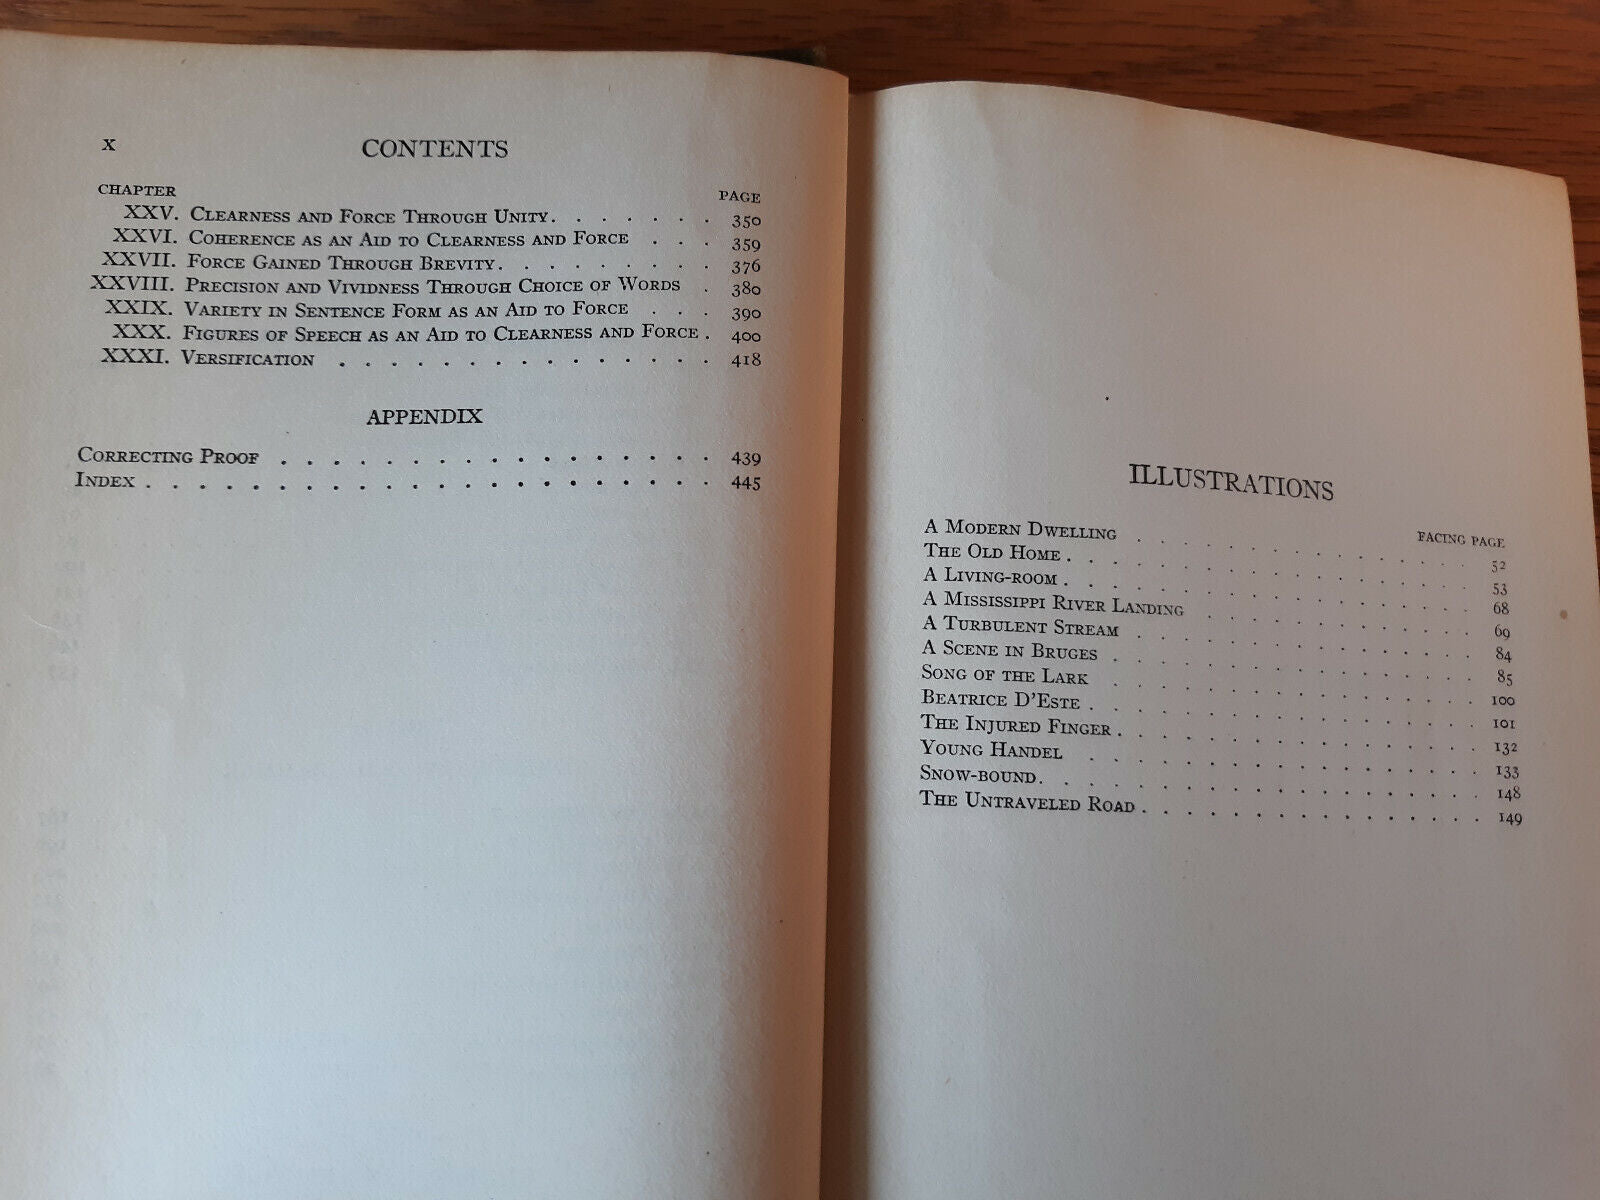 x CONTENTS
CHAPTER PAGE
XXV. CLEARNESS AND FORCE THROUGH UNITY. . . . . . . 350
XXVI. COHERENCE AS AN AID TO CLEARNESS AND FORCE . . . 359
XXVII. FORCE GAINED THROUGH BREVITY. . . . . . . . . 376
XXVIII. PRECISION AND VIVIDNESS THROUGH CHOICE OF WORDS . 380
XXIX. VARIETY IN SENTENCE FORM AS AN AID TO FORCE . . . 390
XXX. FIGURES OF SPEECH AS AN AID TO CLEARNESS AND FORCE . 400
XXXI. VERSIFICATION . . . . . . . . . . . . . . . 418
APPENDIX
CORRECTING PROOF . . . . . . . . . . . . . . . . . 439
INDEX . . . . . . . . . . . . . . . . . . . . . . 445
ILLUSTRATIONS
FACING PAGE
A MODERN DWELLING . . . . . . . . . . . . . 52
THE OLD HOME . . . . . . . . . . . . . . . . 53
A LIVING-ROOM . . . . . . . . . . . . . . . . 68
A MISSISSIPPI RIVER LANDING . . . . . . . . . . . 69
A TURBULENT STREAM . . . . . . . . . . . . . . 84
A SCENE IN BRUGES . . . . . . . . . . . . . . . 85
SONG OF THE LARK . . . . . . . . . . . . . . . 100
BEATRICE D'ESTE . . . . . . . . . . . . . . . . 101
THE INJURED FINGER . . . . . . . . . . . . . . . 132
YOUNG HANDEL . . . . . . . . . . . . . . . . 133
SNOW-BOUND. . . . . . . . . . . . . . . . . . 148
THE UNTRAVELED ROAD . . . . . . . . . . . . . . 149